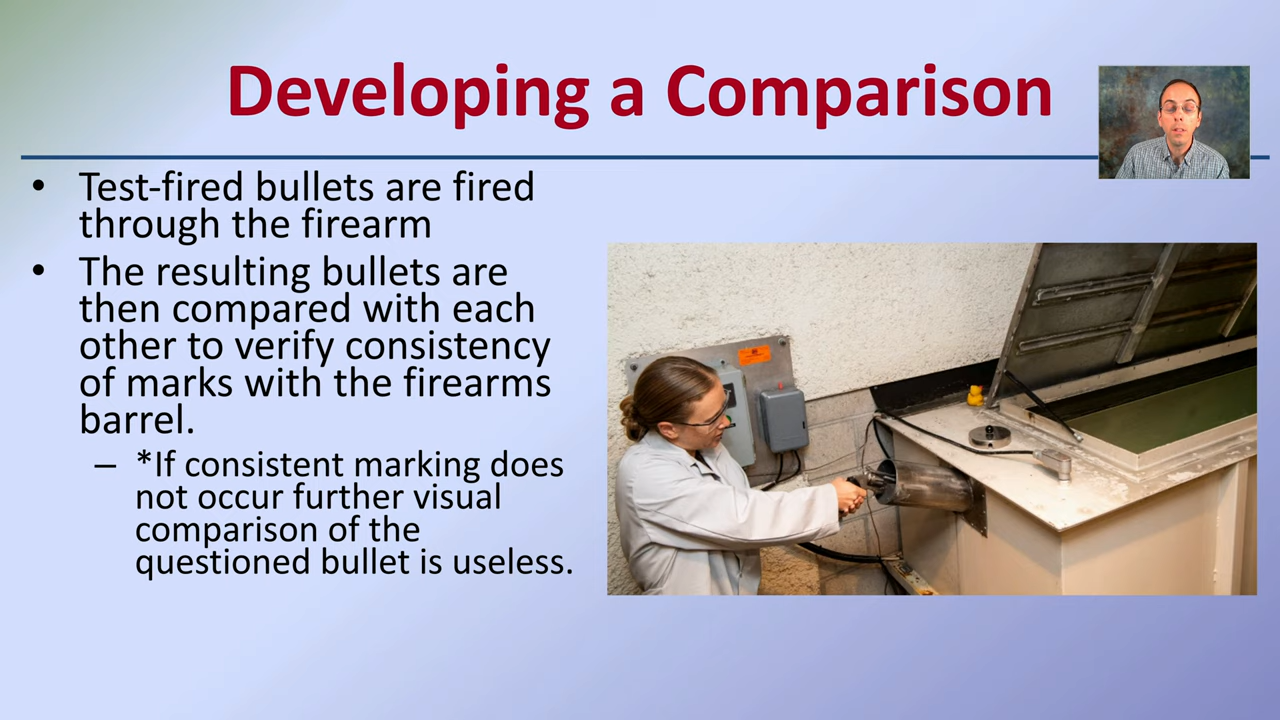 Developing a Comparison
• Test-fired bullets are fired
through the firearm
• The resulting bullets are
then compared with each
other to verify consistency
of marks with the firearms
barrel.
– *If consistent marking does
not occur further visual
comparison of the
questioned bullet is useless.